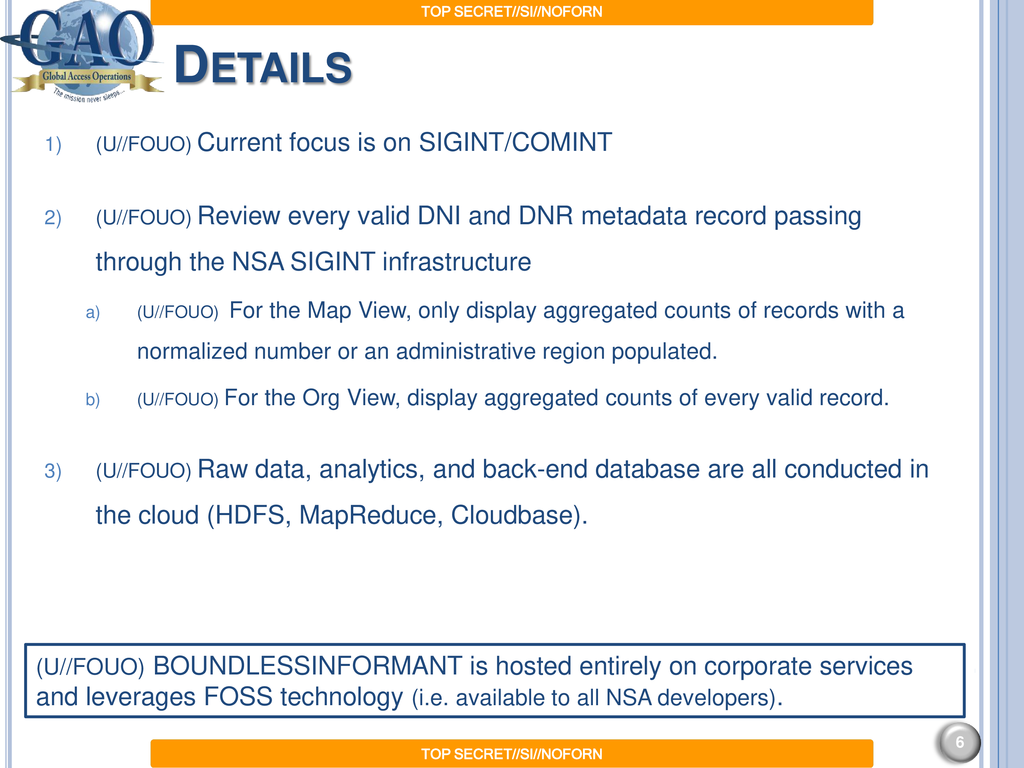 TOP SECRET//SI//NOFORN
GAO
Global Access Operations
The mission never sleeps...
DETAILS
1) (U//FOUO) Current focus is on SIGINT/COMINT
2) (U//FOUO) Review every valid DNI and DNR metadata record passing
through the NSA SIGINT infrastructure
a) (U//FOUO) For the Map View, only display aggregated counts of records with a
normalized number or an administrative region populated.
b) (U//FOUO) For the Org View, display aggregated counts of every valid record.
3) (U//FOUO) Raw data, analytics, and back-end database are all conducted in
the cloud (HDFS, MapReduce, Cloudbase).
(U//FOUO) BOUNDLESSINFORMANT is hosted entirely on corporate services
and leverages FOSS technology (i.e. available to all NSA developers).
6
TOP SECRET//SI//NOFORN